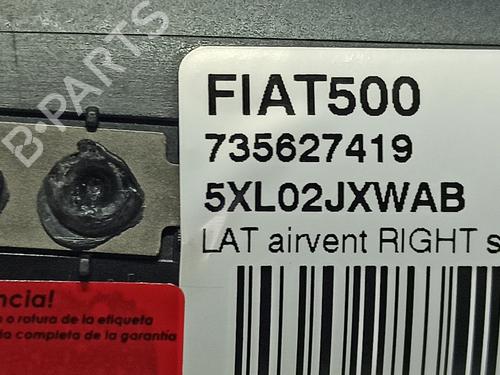 B-PARTS
FIAT500
735627419
5XL02JXWAB
LAT airvent RIGHT s
ncia!
o rotura de la etiqueta
completa de la garantía